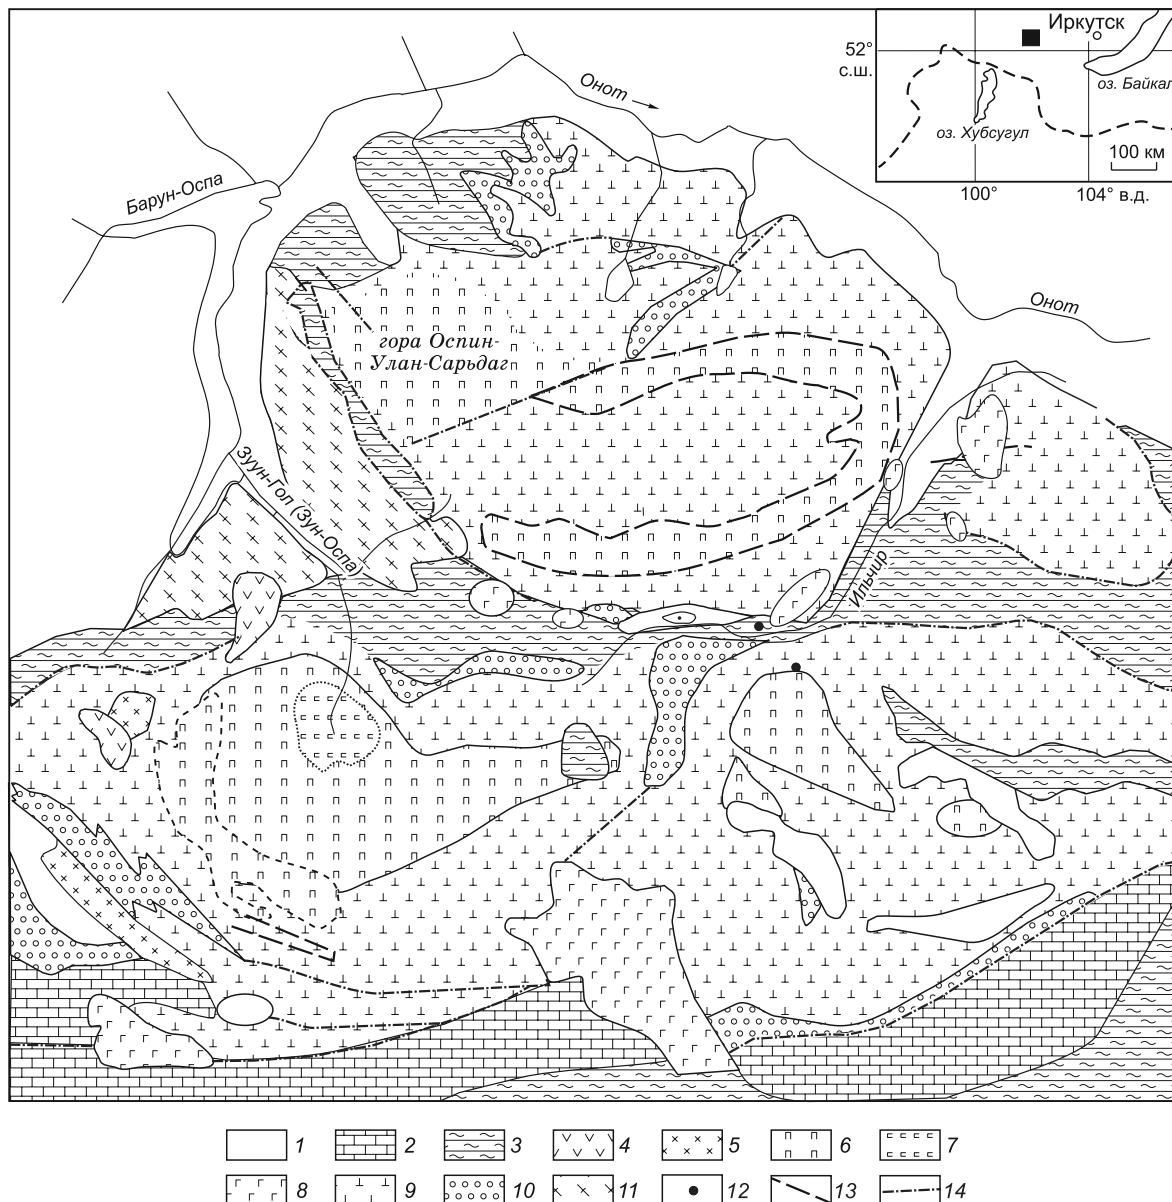 Иркутск
52°
с.ш.
оз. Байкал
оз. Хубсугул
100 км
100°
104° в.д.
Онот
Барун-Оспа
Онот
гора Оспин-
Улан-Сарьдаг
Зуун-Гол (Зун-Оспа)
Ильчир
1 2 3 4 5 6 7
8 9 10 11 12 13 14